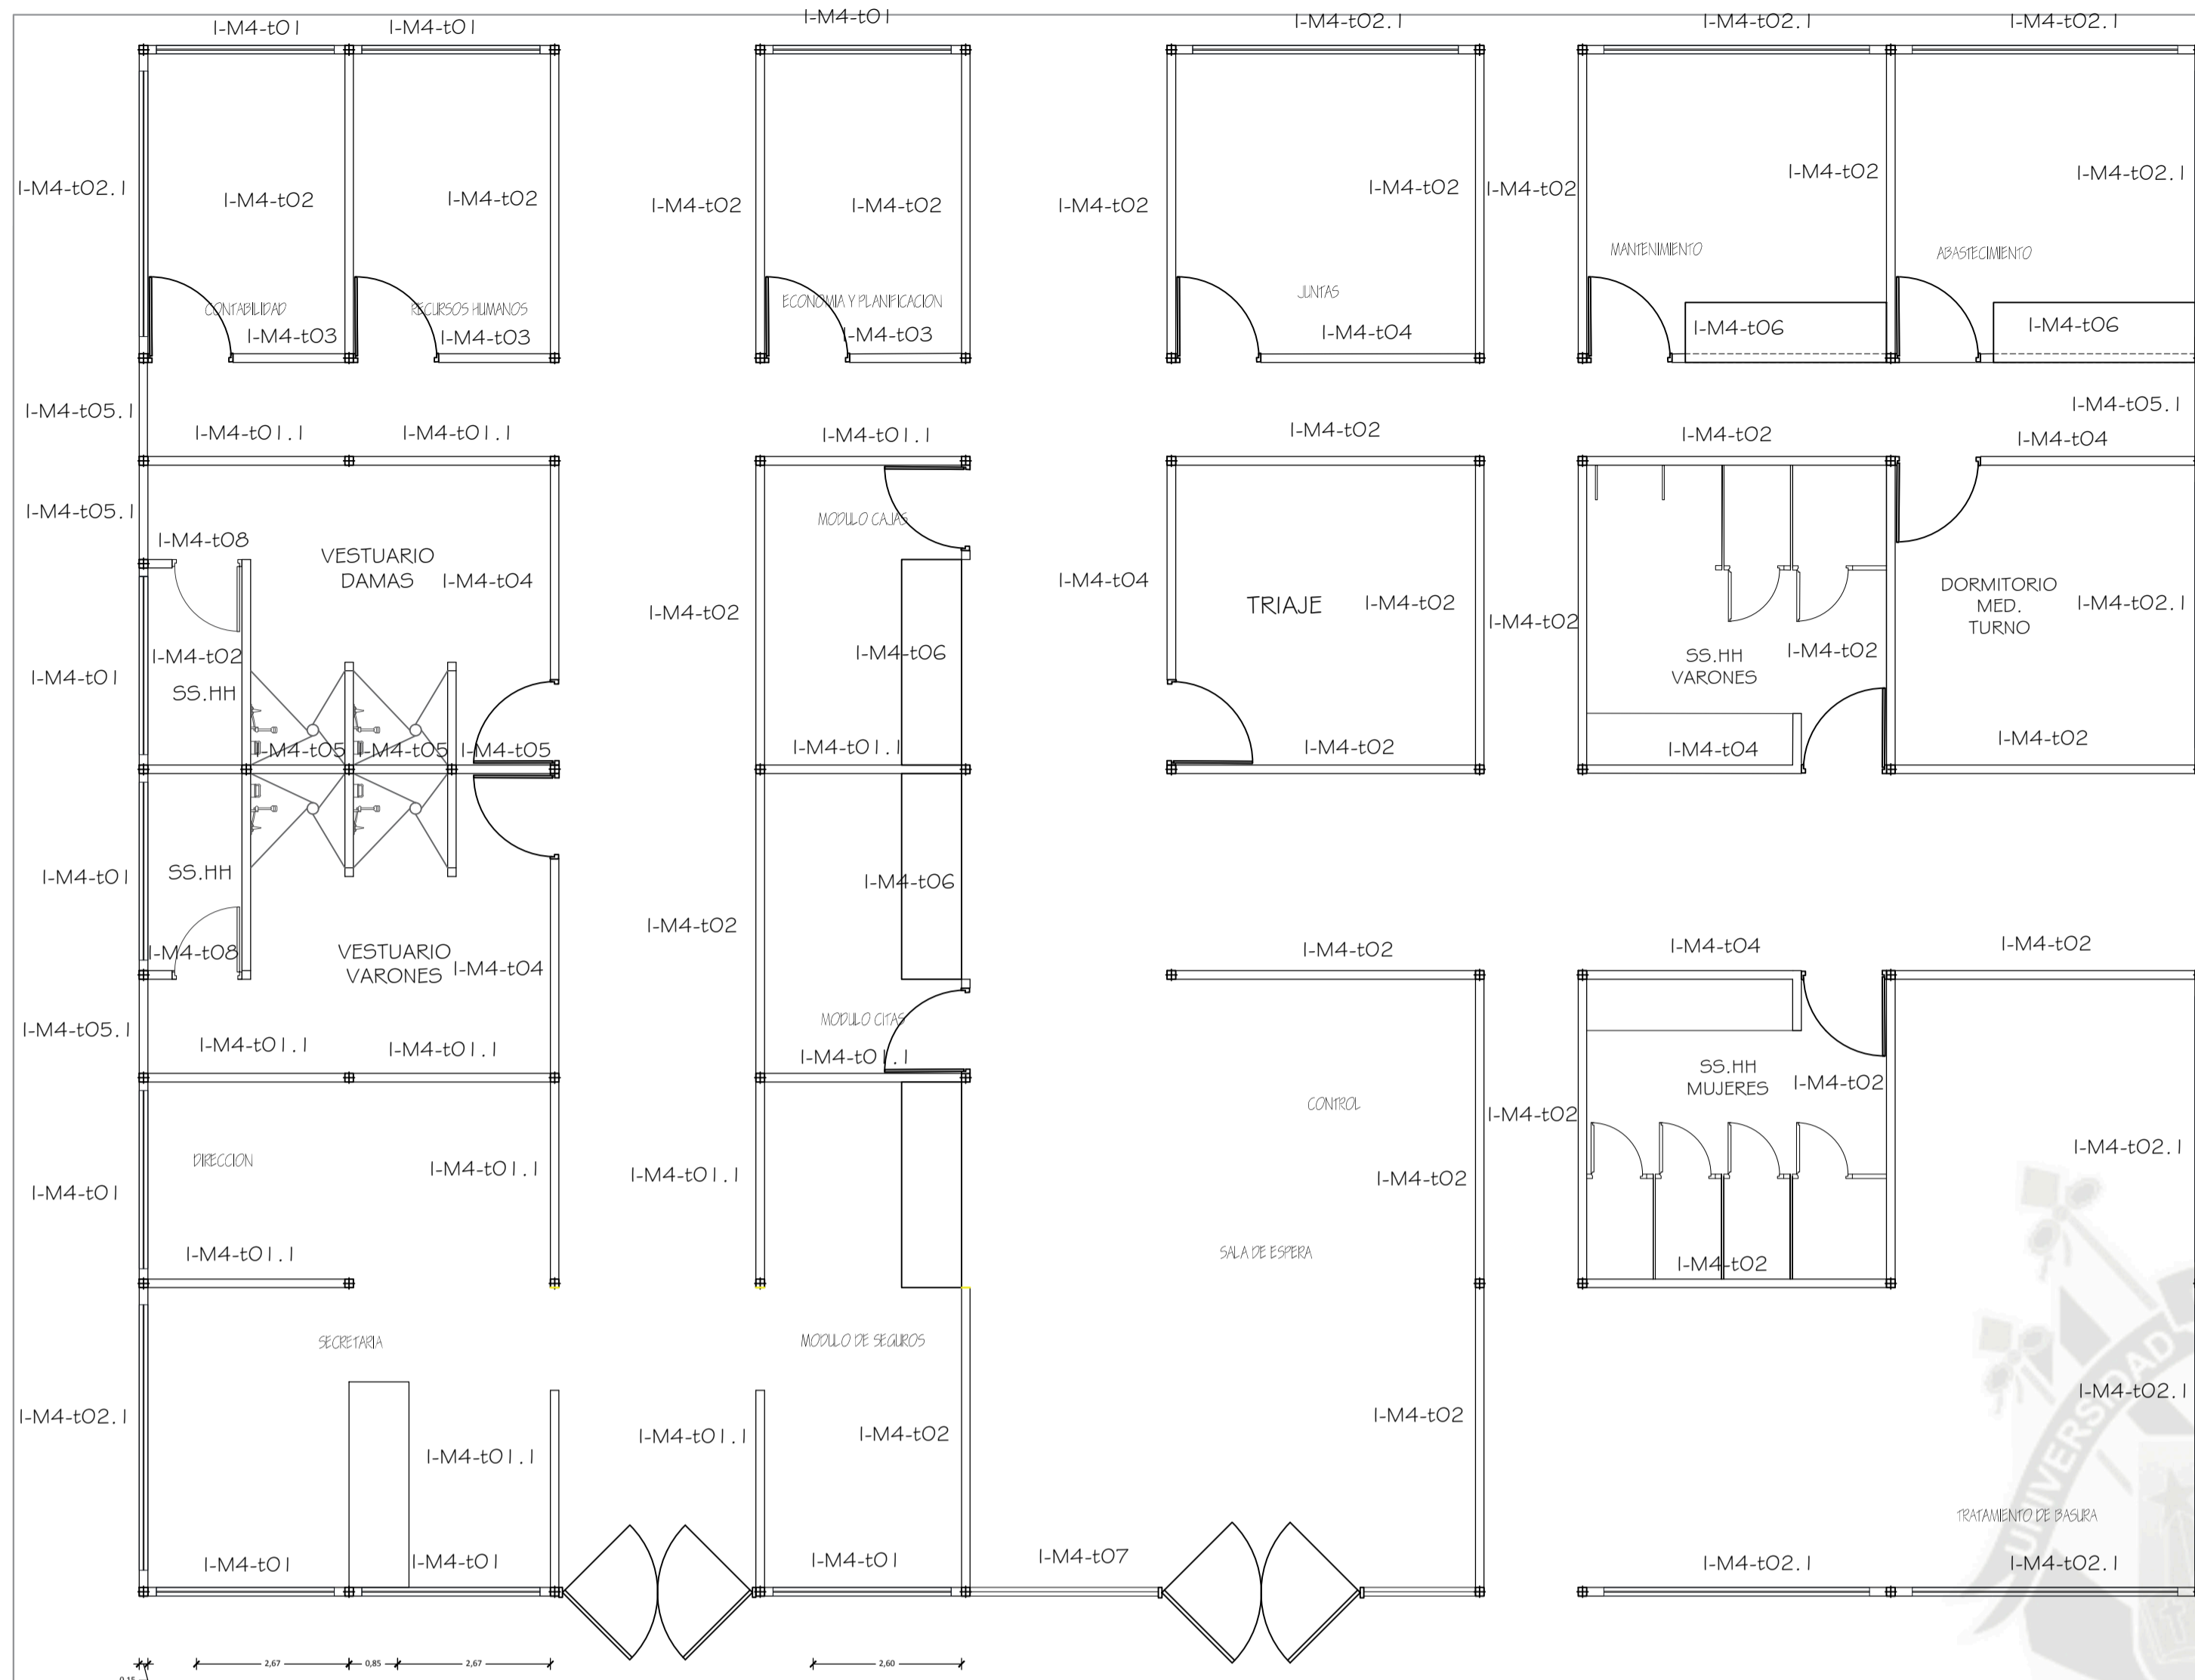 I-M4-t01
I-M4-t01
I-M4-t01
I-M4-t02.1
I-M4-t02.1
I-M4-t02.1
I-M4-t02.1
I-M4-t02
I-M4-t02
I-M4-t02
I-M4-t02
I-M4-t02
I-M4-t02
I-M4-t02
I-M4-t02
I-M4-t02.1
CONTABILIDAD
RECURSOS HUMANOS
ECONOMIA Y PLANIFICACION
JUNTAS
MANTENIMIENTO
ABASTECIMIENTO
I-M4-t03
I-M4-t03
I-M4-t03
I-M4-t04
I-M4-t06
I-M4-t06
I-M4-t05.1
I-M4-t05.1
I-M4-t01.1
I-M4-t01.1
I-M4-t01.1
I-M4-t02
I-M4-t02
I-M4-t04
I-M4-t05.1
MODULO CAJAS
I-M4-t08
VESTUARIO
DAMAS
I-M4-t04
I-M4-t02
I-M4-t04
TRIAJE
I-M4-t02
I-M4-t02
DORMITORIO
MED.
TURNO
I-M4-t02.1
I-M4-t01
I-M4-t02
SS.HH
I-M4-t06
SS.HH
VARONES
I-M4-t02
I-M4-t05
I-M4-t05
I-M4-t05
I-M4-t01.1
I-M4-t02
I-M4-t04
I-M4-t02
I-M4-t01
SS.HH
I-M4-t06
I-M4-t02
I-M4-t08
VESTUARIO
VARONES
I-M4-t04
I-M4-t02
I-M4-t04
I-M4-t02
I-M4-t05.1
MODULO CITAS
I-M4-t01.1
I-M4-t01.1
I-M4-t01.1
SS.HH
MUJERES
I-M4-t02
CONTROL
I-M4-t02
DIRECCION
I-M4-t01
I-M4-t01.1
I-M4-t01.1
I-M4-t02
I-M4-t02.1
I-M4-t01.1
SALA DE ESPERA
I-M4-t02
SECRETARIA
MODULO DE SEGUROS
I-M4-t02.1
I-M4-t01.1
I-M4-t01.1
I-M4-t02
I-M4-t02
I-M4-t02.1
TRATAMIENTO DE BASURA
I-M4-t01
I-M4-t01
I-M4-t01
I-M4-t07
I-M4-t02.1
I-M4-t02.1
UNIVERSIDAD
2,67
0,85
2,67
2,60
0,15